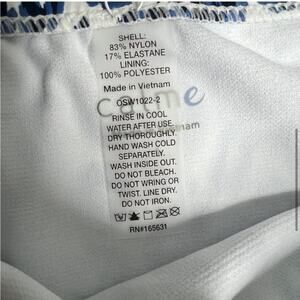 SHELL:
83% NYLON
17% ELASTANE
LINING:
100% POLYESTER
Made in Vietnam
calme
OSW1022-2
RINSE IN COOL
WATER AFTER USE.
DRY THOROUGHLY.
HAND WASH COLD
SEPARATELY.
WASH INSIDE OUT.
DO NOT BLEACH.
DO NOT WRING OR
TWIST. LINE DRY.
DO NOT IRON.
RN#165631